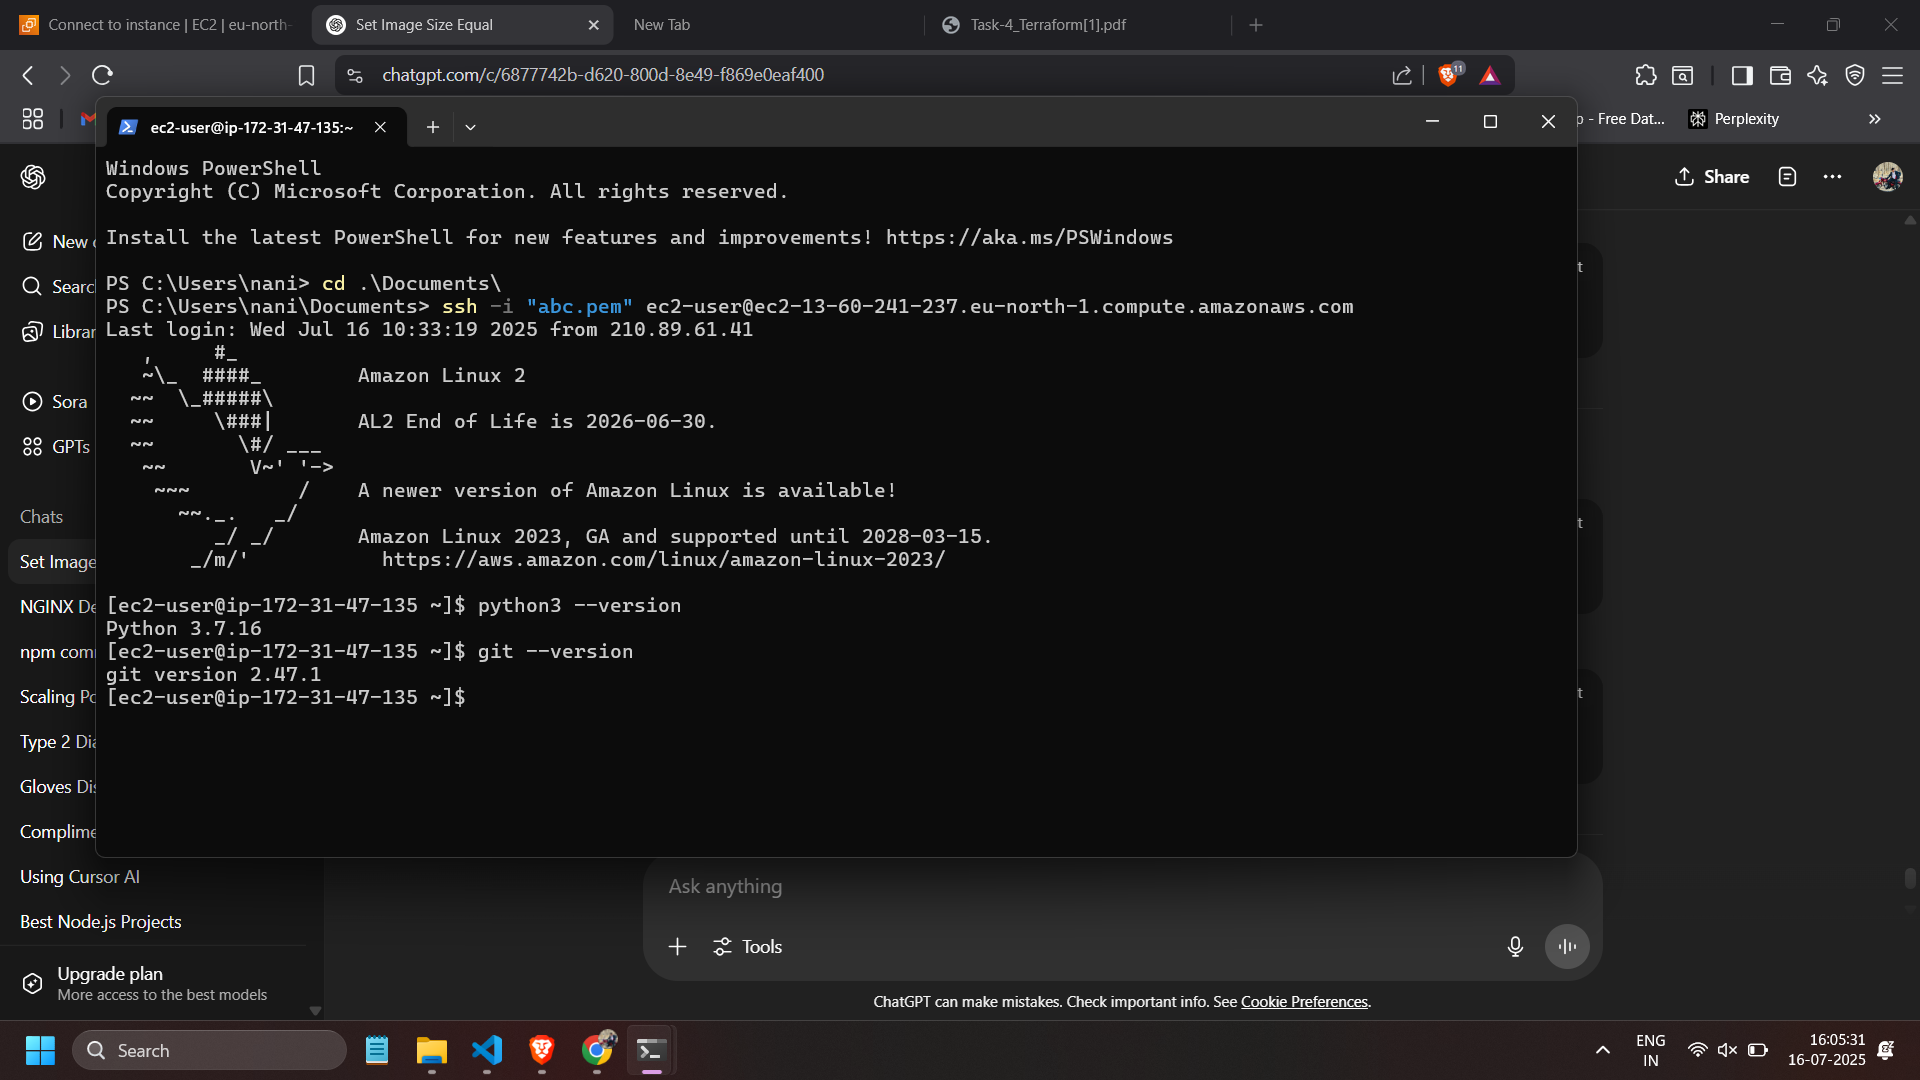 Connect to instance | EC2 | eu-north-
Set Image Size Equal
New Tab
Task-4_Terraform[1].pdf
chatgpt.com/c/6877742b-d620-800d-8e49-f869e0eaf400
11
ec2-user@ip-172-31-47-135:~
- Free Dat...
Perplexity
Share
New
Searc
Librar
Sora
GPTs
Chats
Set Image
NGINX De
npm com
Scaling Po
Type 2 Dia
Gloves Dis
Complime
Using Cursor AI
Best Node.js Projects
Upgrade plan
More access to the best models
Windows PowerShell
Copyright (C) Microsoft Corporation. All rights reserved.
Install the latest PowerShell for new features and improvements! https://aka.ms/PSWindows
PS C:\Users\nani> cd .\Documents\
PS C:\Users\nani\Documents> ssh -i "abc.pem" ec2-user@ec2-13-60-241-237.eu-north-1.compute.amazonaws.com
Last login: Wed Jul 16 10:33:19 2025 from 210.89.61.41
   ,     #_
   ~\_  ####_        Amazon Linux 2
  ~~  \_#####\
  ~~     \###|       AL2 End of Life is 2026-06-30.
  ~~       \#/ ___
   ~~       V~' '->
    ~~~         /    A newer version of Amazon Linux is available!
      ~~._.   _/
         _/ _/       Amazon Linux 2023, GA and supported until 2028-03-15.
       _/m/'           https://aws.amazon.com/linux/amazon-linux-2023/
[ec2-user@ip-172-31-47-135 ~]$ python3 --version
Python 3.7.16
[ec2-user@ip-172-31-47-135 ~]$ git --version
git version 2.47.1
[ec2-user@ip-172-31-47-135 ~]$
t
t
t
Ask anything
Tools
ChatGPT can make mistakes. Check important info. See Cookie Preferences.
Search
ENG
IN
16:05:31
16-07-2025